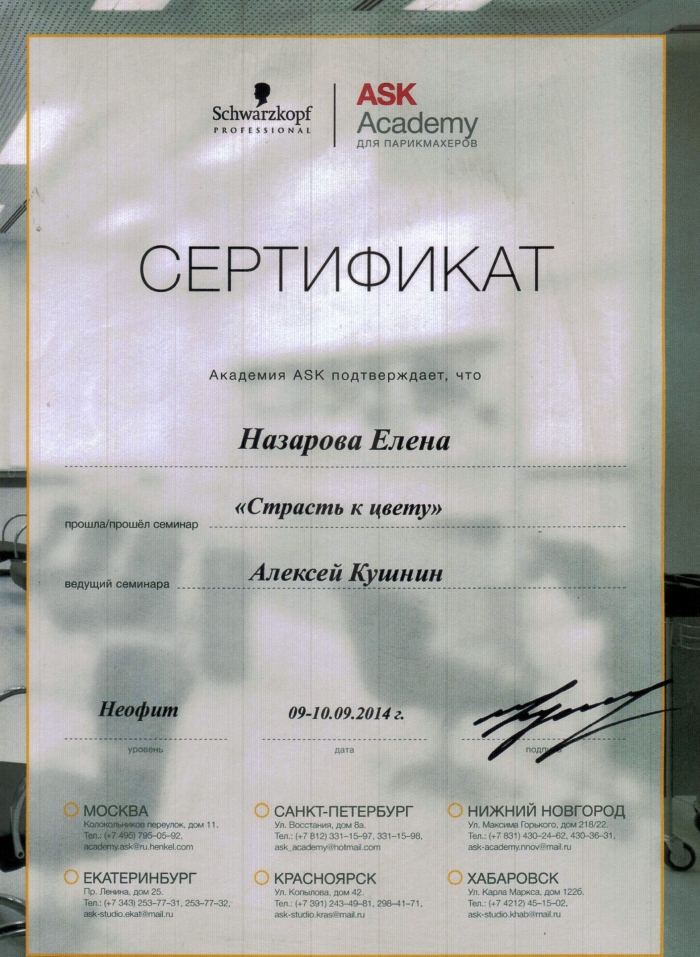 Schwarzkopf
PROFESSIONAL
ASK
Academy
ДЛЯ ПАРИКМАХЕРОВ
СЕРТИФИКАТ
Академия ASK подтверждает, что
Назарова Елена
«Страсть к цвету»
прошла/прошёл семинар
Алексей Кушнин
ведущий семинара
Неофит
09-10.09.2014 г.
уровень
дата
МОСКВА
Колокольников переулок, дом 11.
Тел.: (+7 495) 795-05-92,
academy.ask@ru.henkel.com
САНКТ-ПЕТЕРБУРГ
Ул. Восстания, дом 8а.
Тел.: (+7 812) 331-15-97, 331-15-98,
ask_academy@hotmail.com
НИЖНИЙ НОВГОРОД
Ул. Максима Горького, дом 218/22.
Тел.: (+7 831) 430-24-62, 430-36-31,
ask-academy.nnov@mail.ru
ЕКАТЕРИНБУРГ
Пр. Ленина, дом 25.
Тел.: (+7 343) 253-77-31, 253-77-32,
ask-studio.ekat@mail.ru
КРАСНОЯРСК
Ул. Копылова, дом 42.
Тел.: (+7 391) 243-49-81, 298-41-71,
ask-studio.kras@mail.ru
ХАБАРОВСК
Ул. Карла Маркса, дом 122б.
Тел.: (+7 4212) 45-15-02,
ask-studio.khab@mail.ru